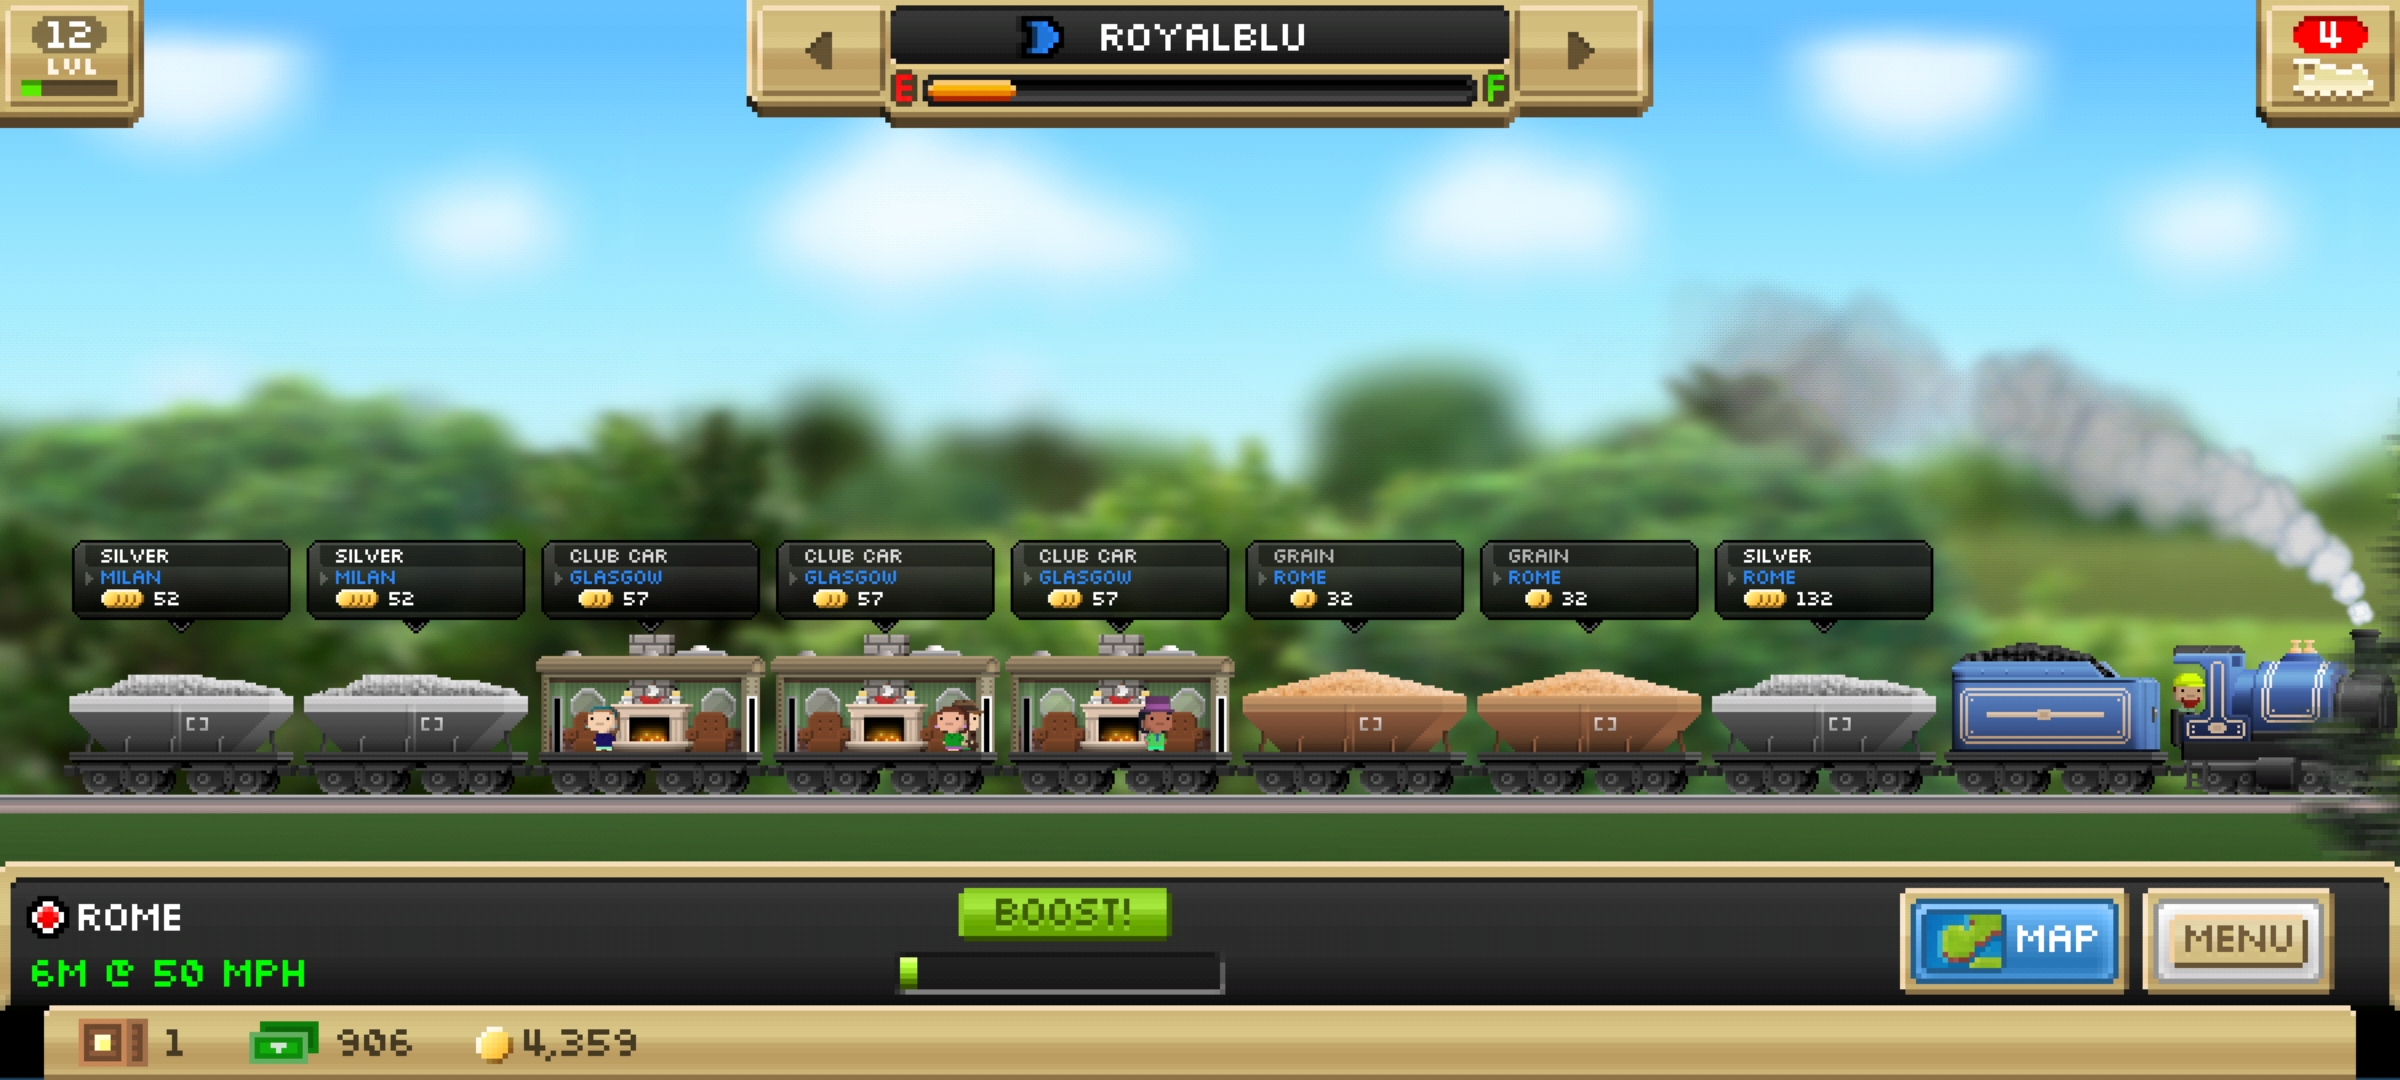 12
LVL
ROYALBLU
E
F
4
SILVER
MILAN
52
SILVER
MILAN
52
CLUB CAR
GLASGOW
57
CLUB CAR
GLASGOW
57
CLUB CAR
GLASGOW
57
GRAIN
ROME
32
GRAIN
ROME
32
SILVER
ROME
132
ROME
6M @ 50 MPH
BOOST!
MAP
MENU
1
906
4,359